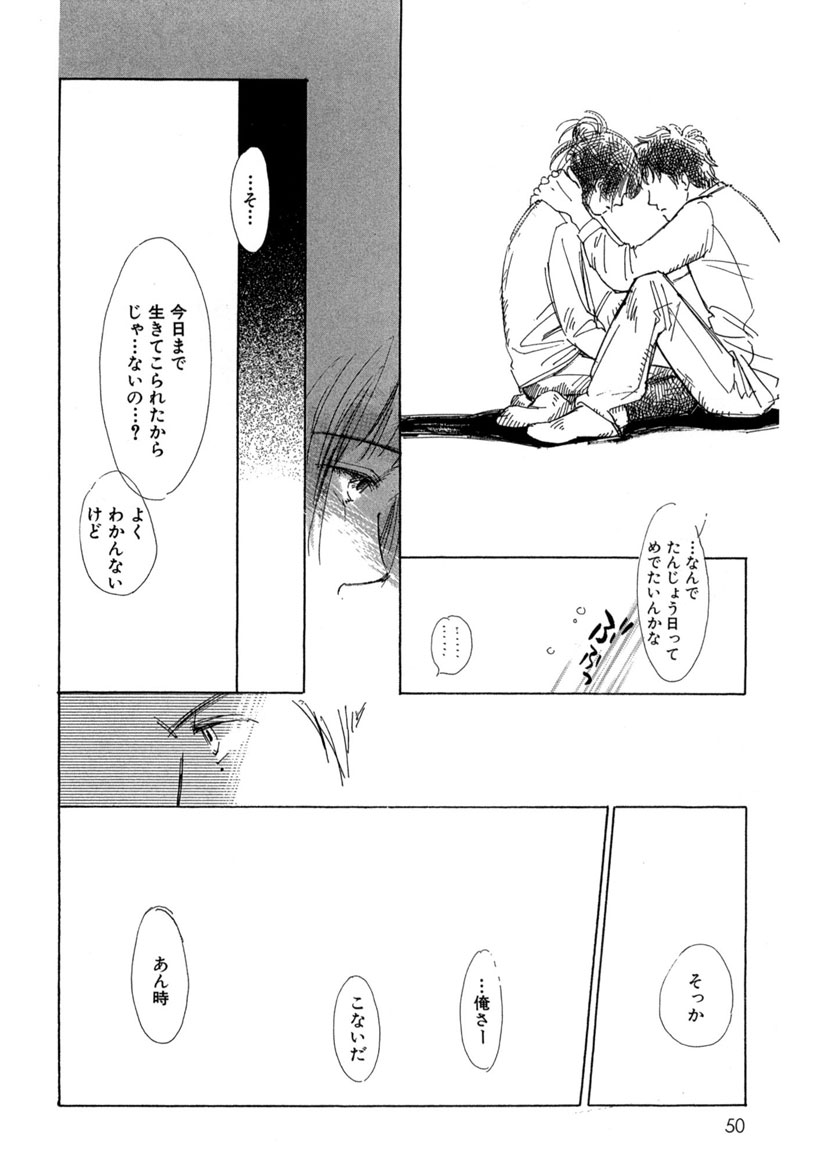 …なんで
たんじょう日って
めでたいんかな
ぶふっ
………
………
…そ…
今日まで
生きてこられたから
じゃ…ないの…？
よく
わかんない
けど
そっか
…俺さー
こないだ
あん時
50